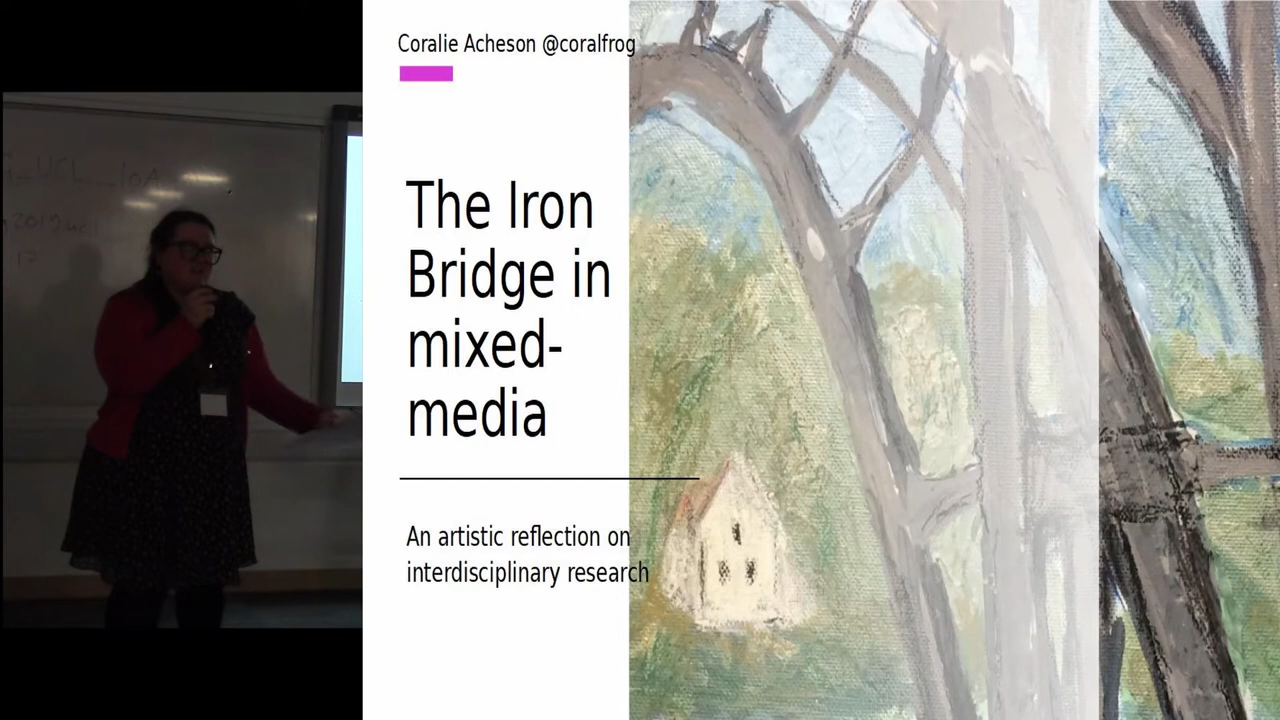 Coralie Acheson @coralfrog
The Iron
Bridge in
mixed-
media
An artistic reflection on
interdisciplinary research